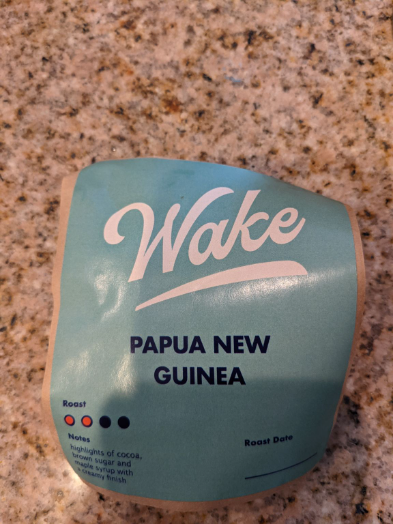 Wake
PAPUA NEW
GUINEA
Roast
Notes
highlights of cocoa,
brown sugar and
maple syrup with
a creamy finish
Roast Date